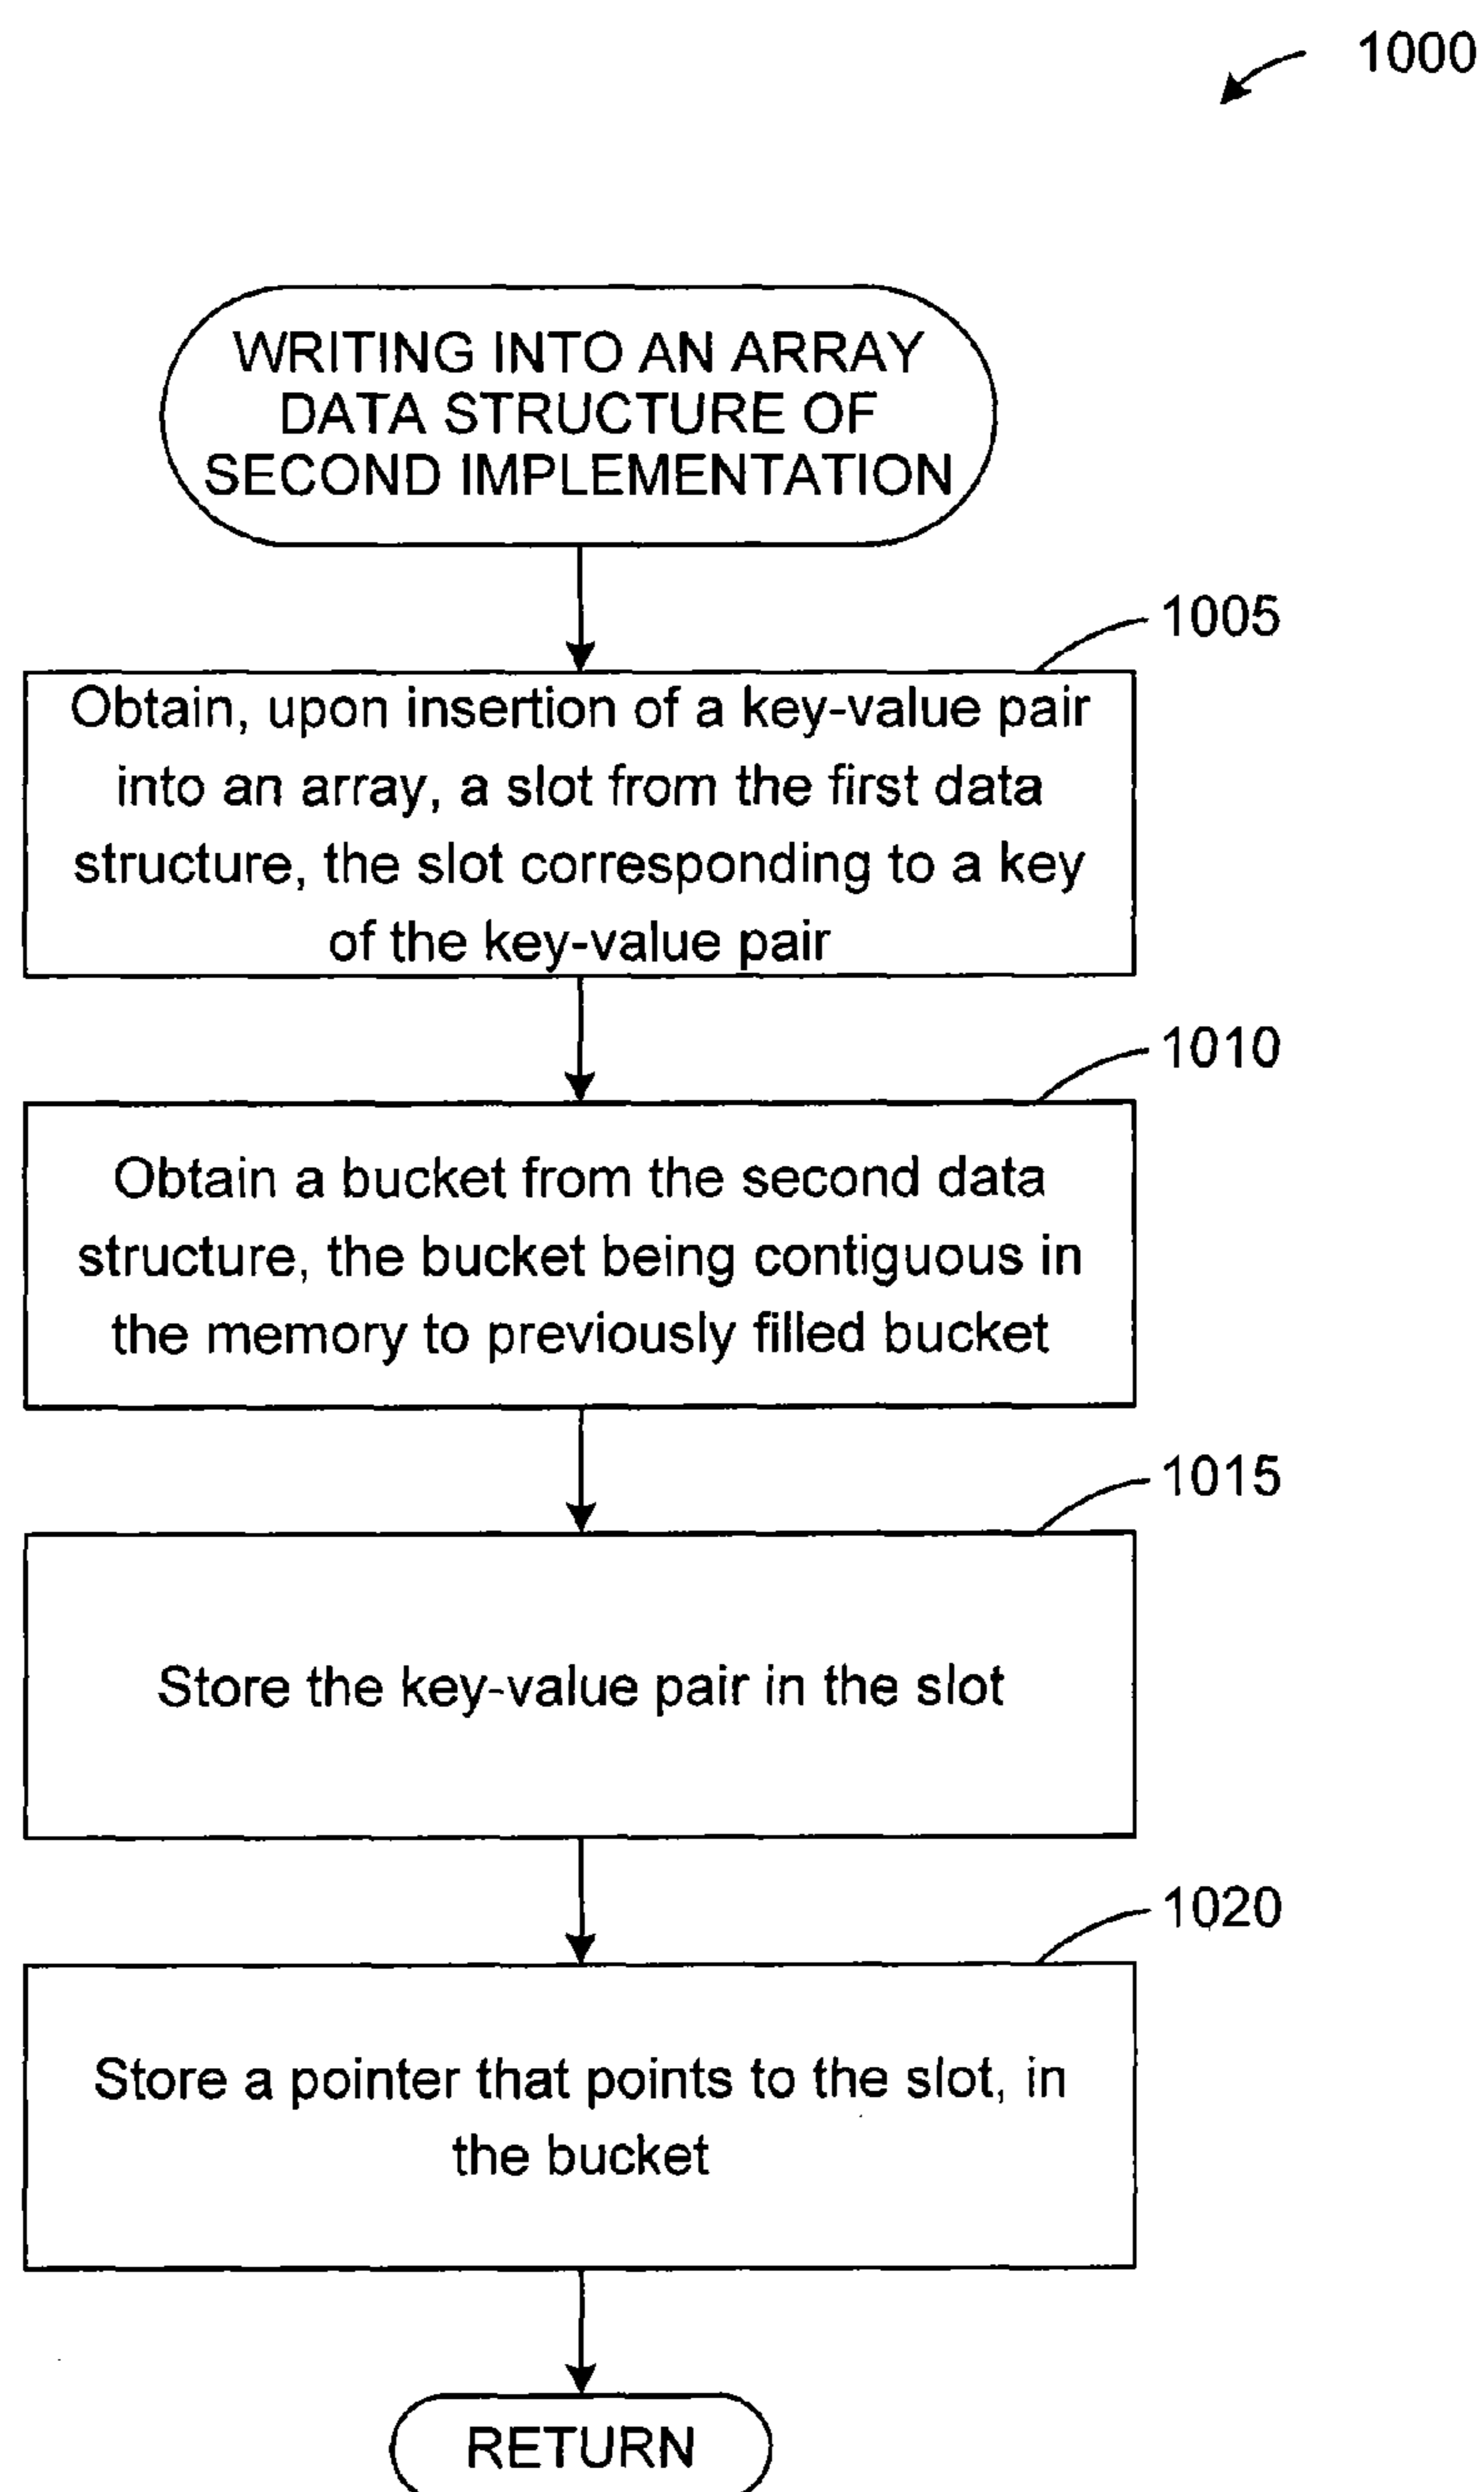 1000
WRITING INTO AN ARRAY
DATA STRUCTURE OF
SECOND IMPLEMENTATION
1005
Obtain, upon insertion of a key-value pair
into an array, a slot from the first data
structure, the slot corresponding to a key
of the key-value pair
1010
Obtain a bucket from the second data
structure, the bucket being contiguous in
the memory to previously filled bucket
1015
Store the key-value pair in the slot
1020
Store a pointer that points to the slot, in
the bucket
RETURN